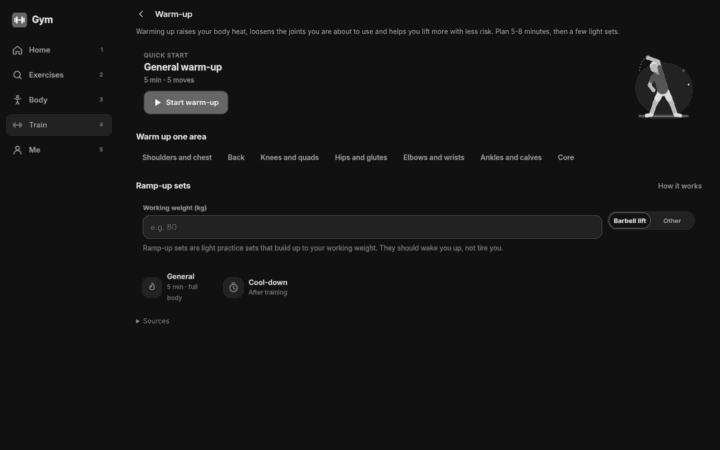 Gym
Home 1
Exercises 2
Body 3
Train 4
Me 5
Warm-up
Warming up raises your body heat, loosens the joints you are about to use and helps you lift more with less risk. Plan 5-8 minutes, then a few light sets.
QUICK START
General warm-up
5 min · 5 moves
Start warm-up
Warm up one area
Shoulders and chest Back Knees and quads Hips and glutes Elbows and wrists Ankles and calves Core
Ramp-up sets How it works
Working weight (kg)
e.g. 80
Barbell lift Other
Ramp-up sets are light practice sets that build up to your working weight. They should wake you up, not tire you.
General
5 min · full
body
Cool-down
After training
Sources